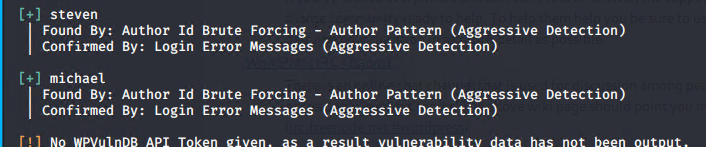 [+] steven
| Found By: Author Id Brute Forcing - Author Pattern (Aggressive Detection)
| Confirmed By: Login Error Messages (Aggressive Detection)
[+] michael
| Found By: Author Id Brute Forcing - Author Pattern (Aggressive Detection)
| Confirmed By: Login Error Messages (Aggressive Detection)
[!] No WPVulnDB API Token given, as a result vulnerability data has not been output.